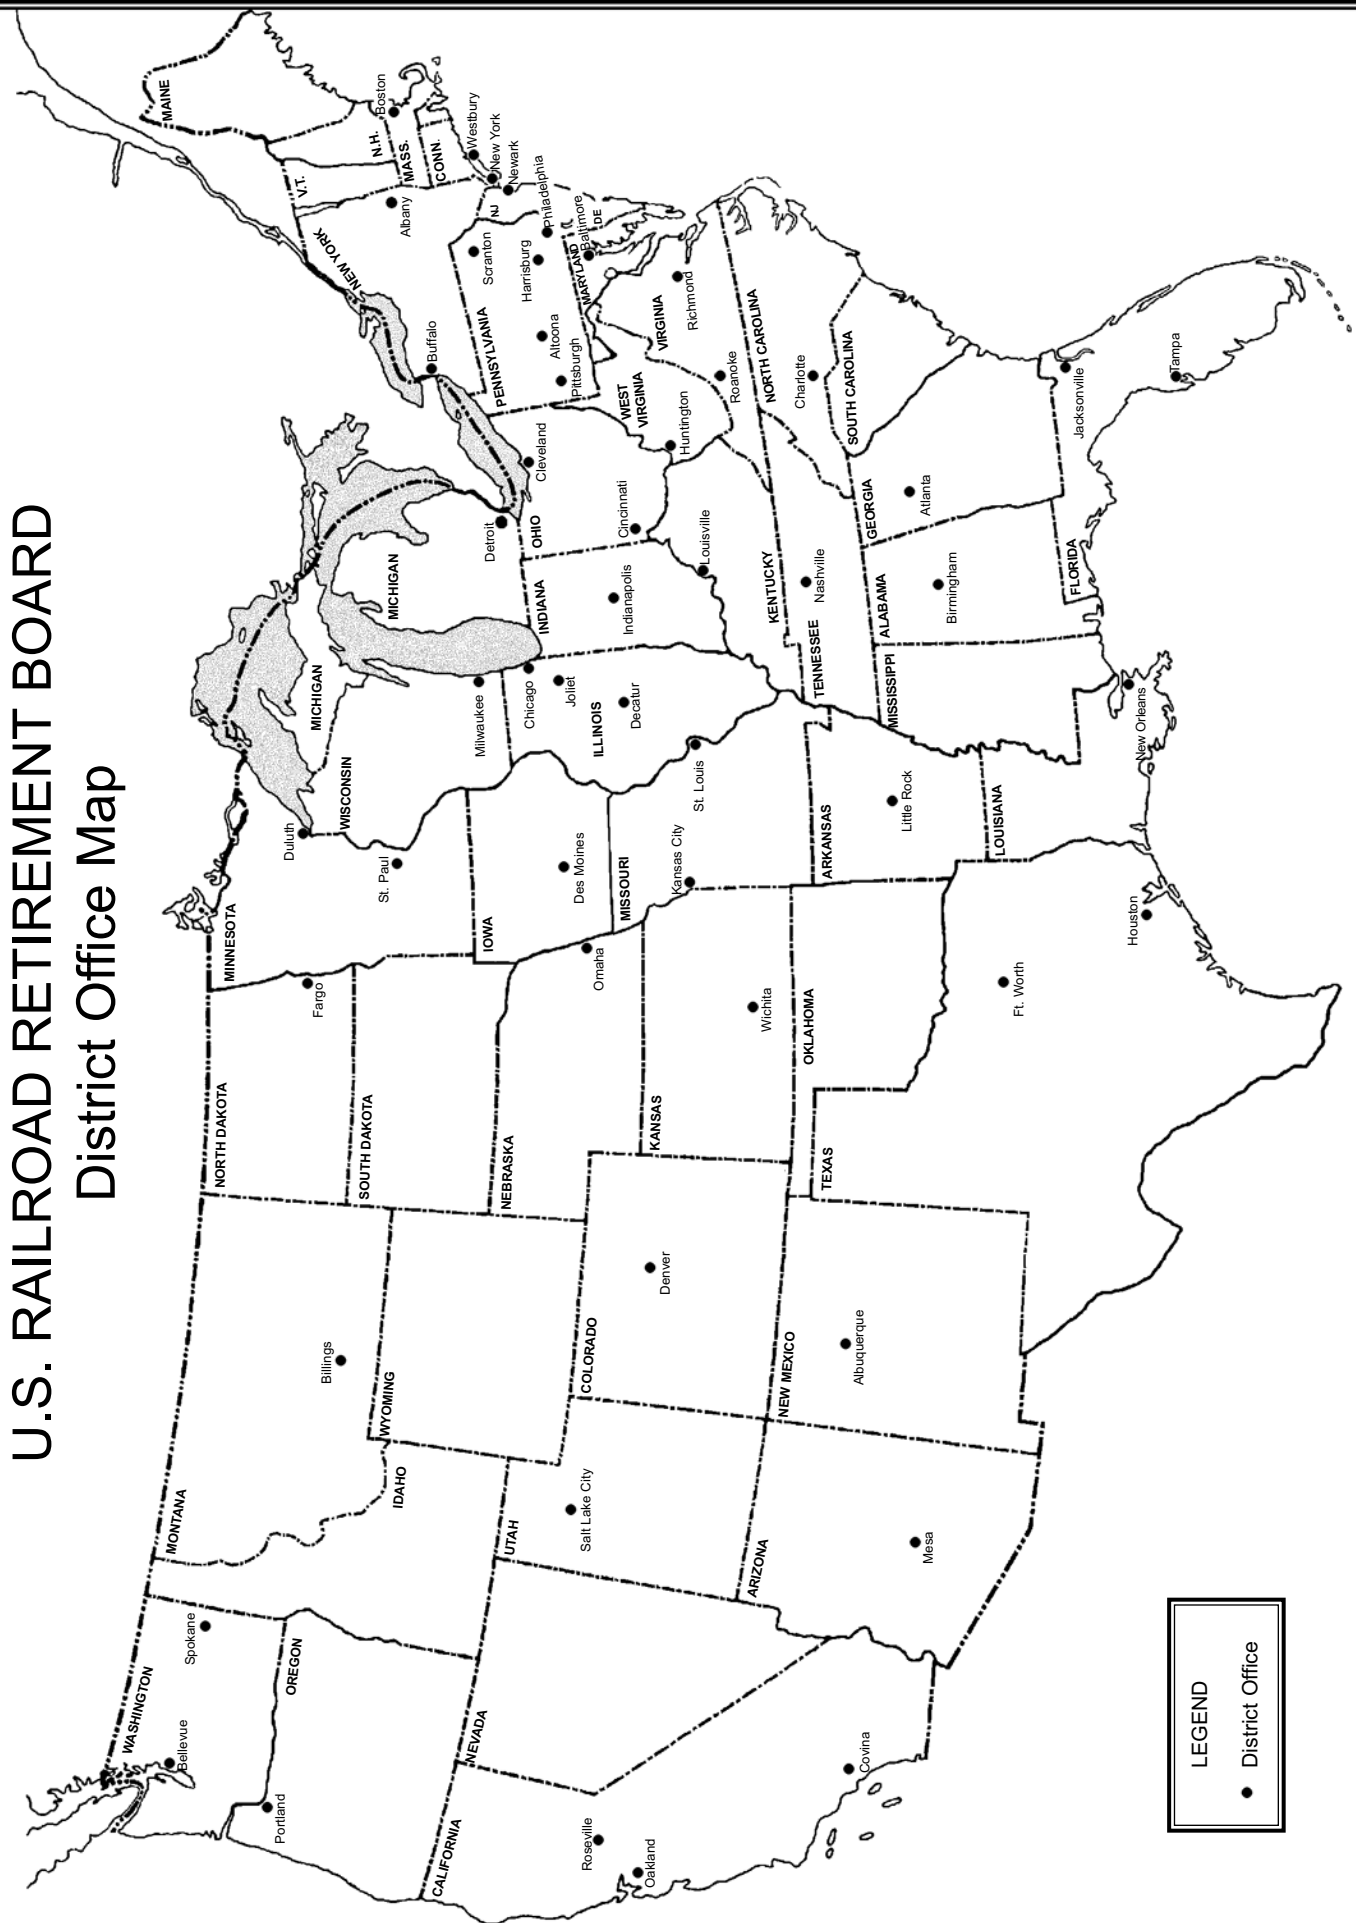 U.S. RAILROAD RETIREMENT BOARD
District Office Map
WASHINGTON
Bellevue
Spokane
OREGON
Portland
CALIFORNIA
Roseville
Oakland
Covina
NEVADA
IDAHO
MONTANA
Billings
WYOMING
UTAH
Salt Lake City
ARIZONA
Mesa
COLORADO
Denver
NEW MEXICO
Albuquerque
NORTH DAKOTA
Fargo
SOUTH DAKOTA
NEBRASKA
Omaha
KANSAS
Wichita
OKLAHOMA
TEXAS
Ft. Worth
Houston
MINNESOTA
Duluth
St. Paul
IOWA
Des Moines
MISSOURI
Kansas City
St. Louis
ARKANSAS
Little Rock
LOUISIANA
New Orleans
WISCONSIN
Milwaukee
MICHIGAN
MICHIGAN
Detroit
ILLINOIS
Chicago
Joliet
Decatur
INDIANA
Indianapolis
OHIO
Cleveland
Cincinnati
KENTUCKY
Louisville
TENNESSEE
Nashville
MISSISSIPPI
ALABAMA
Birmingham
GEORGIA
Atlanta
FLORIDA
Jacksonville
Tampa
SOUTH CAROLINA
NORTH CAROLINA
Charlotte
VIRGINIA
Roanoke
Richmond
WEST
VIRGINIA
Huntington
PENNSYLVANIA
Pittsburgh
Altoona
Harrisburg
Scranton
Philadelphia
MARYLAND
Baltimore
DE
NJ
Newark
NEW YORK
Buffalo
Albany
New York
Westbury
CONN.
MASS.
Boston
N.H.
V.T.
MAINE
LEGEND
District Office